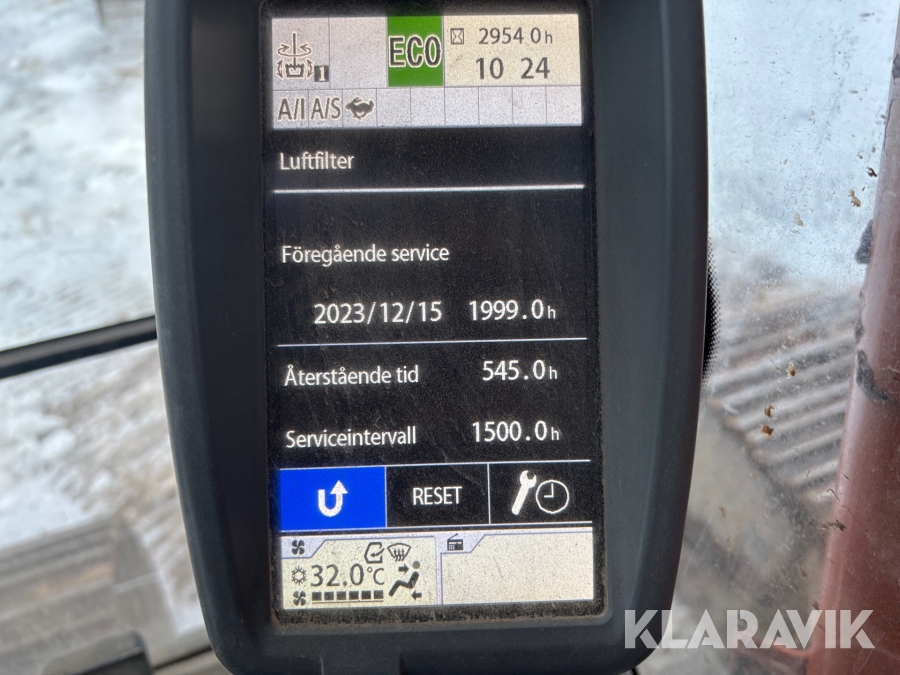 ECO
2954.0h
10 24
1
A/I A/S
Luftfilter
Föregående service
2023/12/15 1999.0h
Återstående tid 545.0h
Serviceintervall 1500.0h
RESET
32.0°C
KLARAVIK